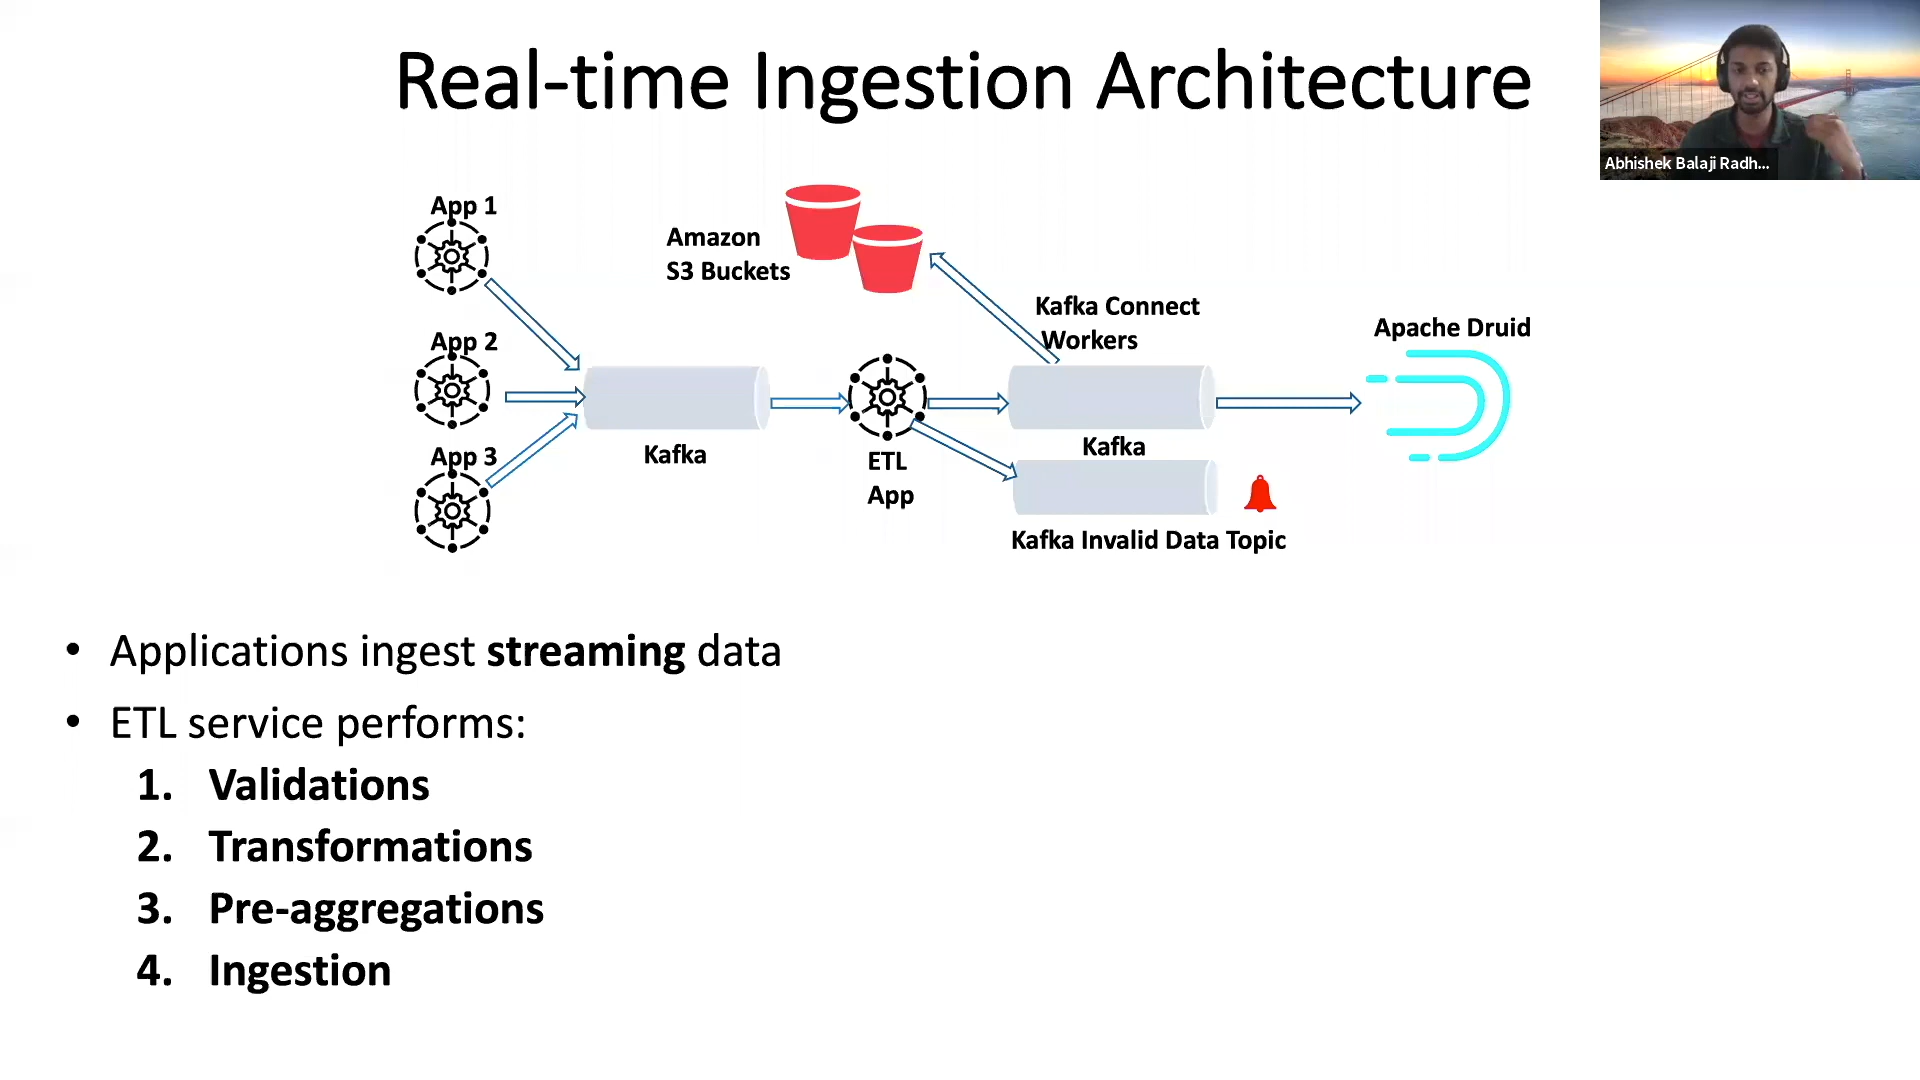 Real-time Ingestion Architecture
Abhishek Balaji Radh...
App 1
Amazon
S3 Buckets
Kafka Connect
Workers
Apache Druid
App 2
App 3
Kafka
ETL
App
Kafka
Kafka Invalid Data Topic
• Applications ingest streaming data
• ETL service performs:
1. Validations
2. Transformations
3. Pre-aggregations
4. Ingestion